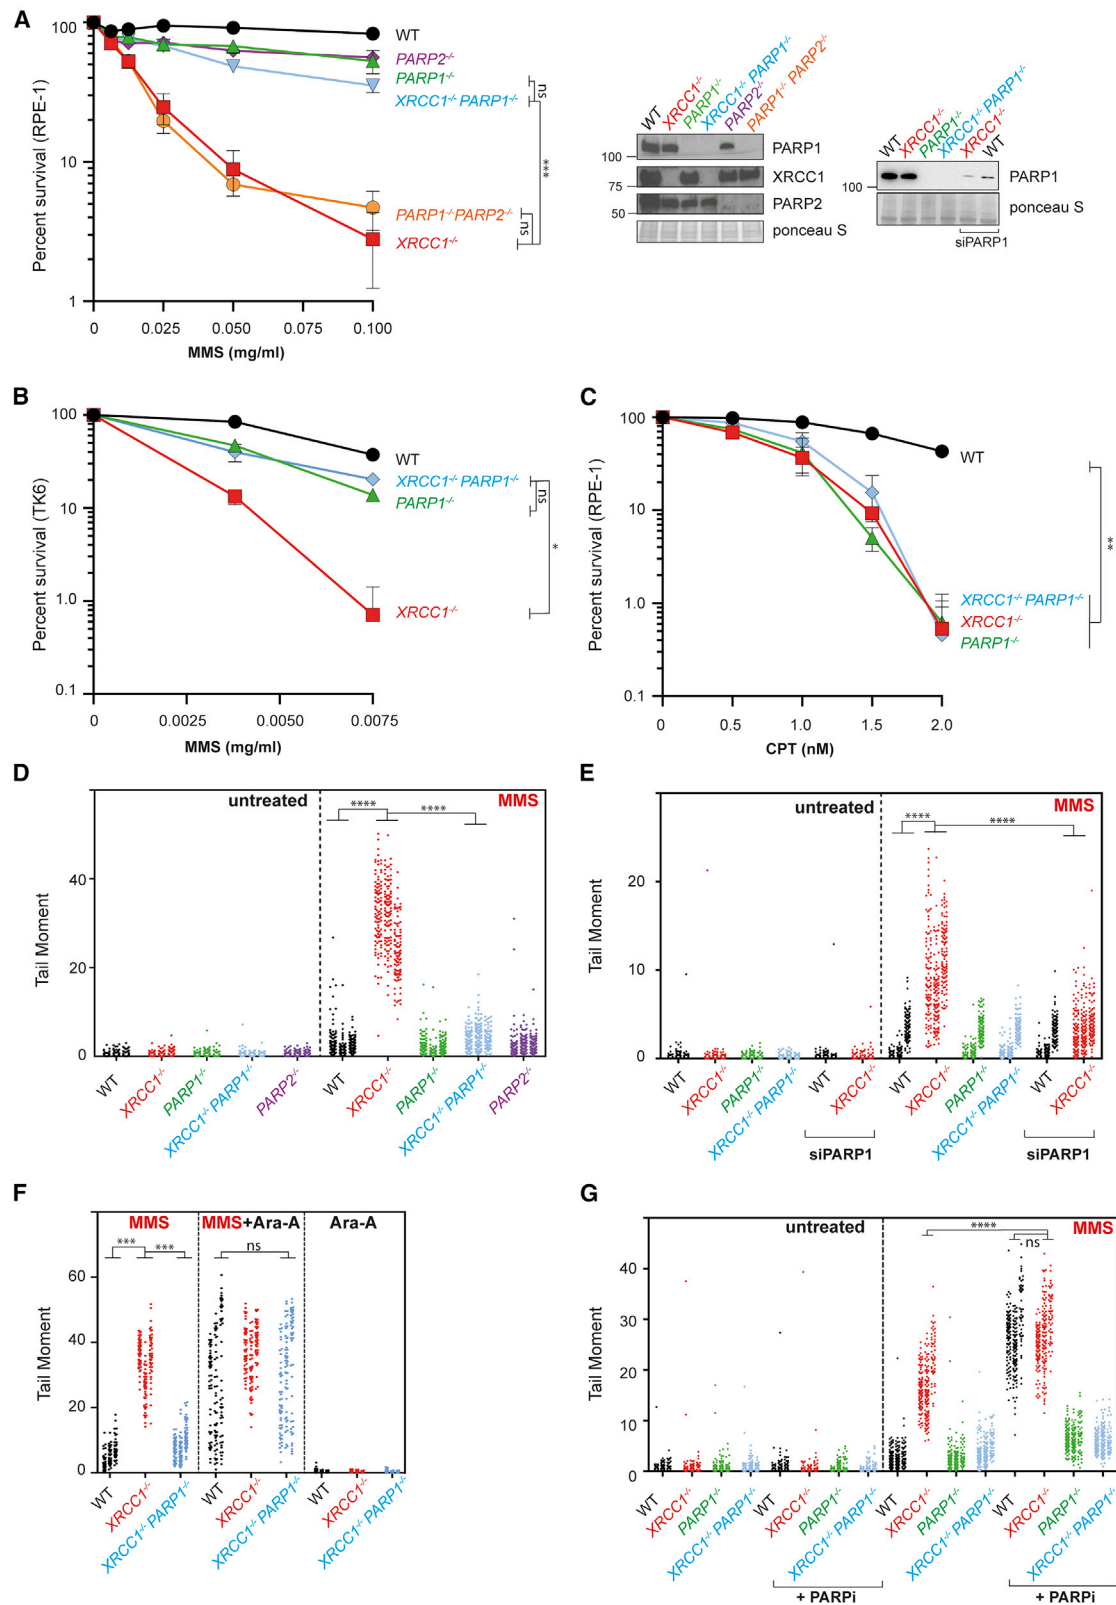 A
Percent survival (RPE-1)
100
10
1
0 0.025 0.050 0.075 0.100
MMS (mg/ml)
WT
PARP2-/-
PARP1-/-
XRCC1-/- PARP1-/-
PARP1-/- PARP2-/-
XRCC1-/-
ns
***
ns
WT XRCC1-/- PARP1-/- XRCC1-/- PARP1-/- PARP2-/- PARP1-/- PARP2-/-
100 PARP1
75 XRCC1
50 PARP2
ponceau S
WT XRCC1-/- PARP1-/- XRCC1-/- PARP1-/- XRCC1-/- WT
100 PARP1
ponceau S
siPARP1
B
Percent survival (TK6)
100
10
1.0
0.1
0 0.0025 0.0050 0.0075
MMS (mg/ml)
WT
XRCC1-/- PARP1-/-
PARP1-/-
XRCC1-/-
ns
*
C
Percent survival (RPE-1)
100
10
1.0
0.1
0 0.5 1.0 1.5 2.0
CPT (nM)
WT
XRCC1-/- PARP1-/-
XRCC1-/-
PARP1-/-
**
D
untreated MMS
**** ****
Tail Moment
40
20
0
WT XRCC1-/- PARP1-/- XRCC1-/- PARP1-/- PARP2-/- WT XRCC1-/- PARP1-/- XRCC1-/- PARP1-/- PARP2-/-
E
untreated MMS
**** ****
Tail Moment
20
10
0
WT XRCC1-/- PARP1-/- XRCC1-/- PARP1-/- WT XRCC1-/- WT XRCC1-/- PARP1-/- XRCC1-/- PARP1-/- WT XRCC1-/-
siPARP1 siPARP1
F
MMS MMS+Ara-A Ara-A
*** *** ns
Tail Moment
60
40
20
0
WT XRCC1-/- XRCC1-/- PARP1-/- WT XRCC1-/- XRCC1-/- PARP1-/- WT XRCC1-/- XRCC1-/- PARP1-/-
G
untreated MMS
****
ns
Tail Moment
40
30
20
10
0
WT XRCC1-/- PARP1-/- XRCC1-/- PARP1-/- WT XRCC1-/- PARP1-/- XRCC1-/- PARP1-/- WT XRCC1-/- PARP1-/- XRCC1-/- PARP1-/- WT XRCC1-/- PARP1-/- XRCC1-/- PARP1-/-
+ PARPi + PARPi